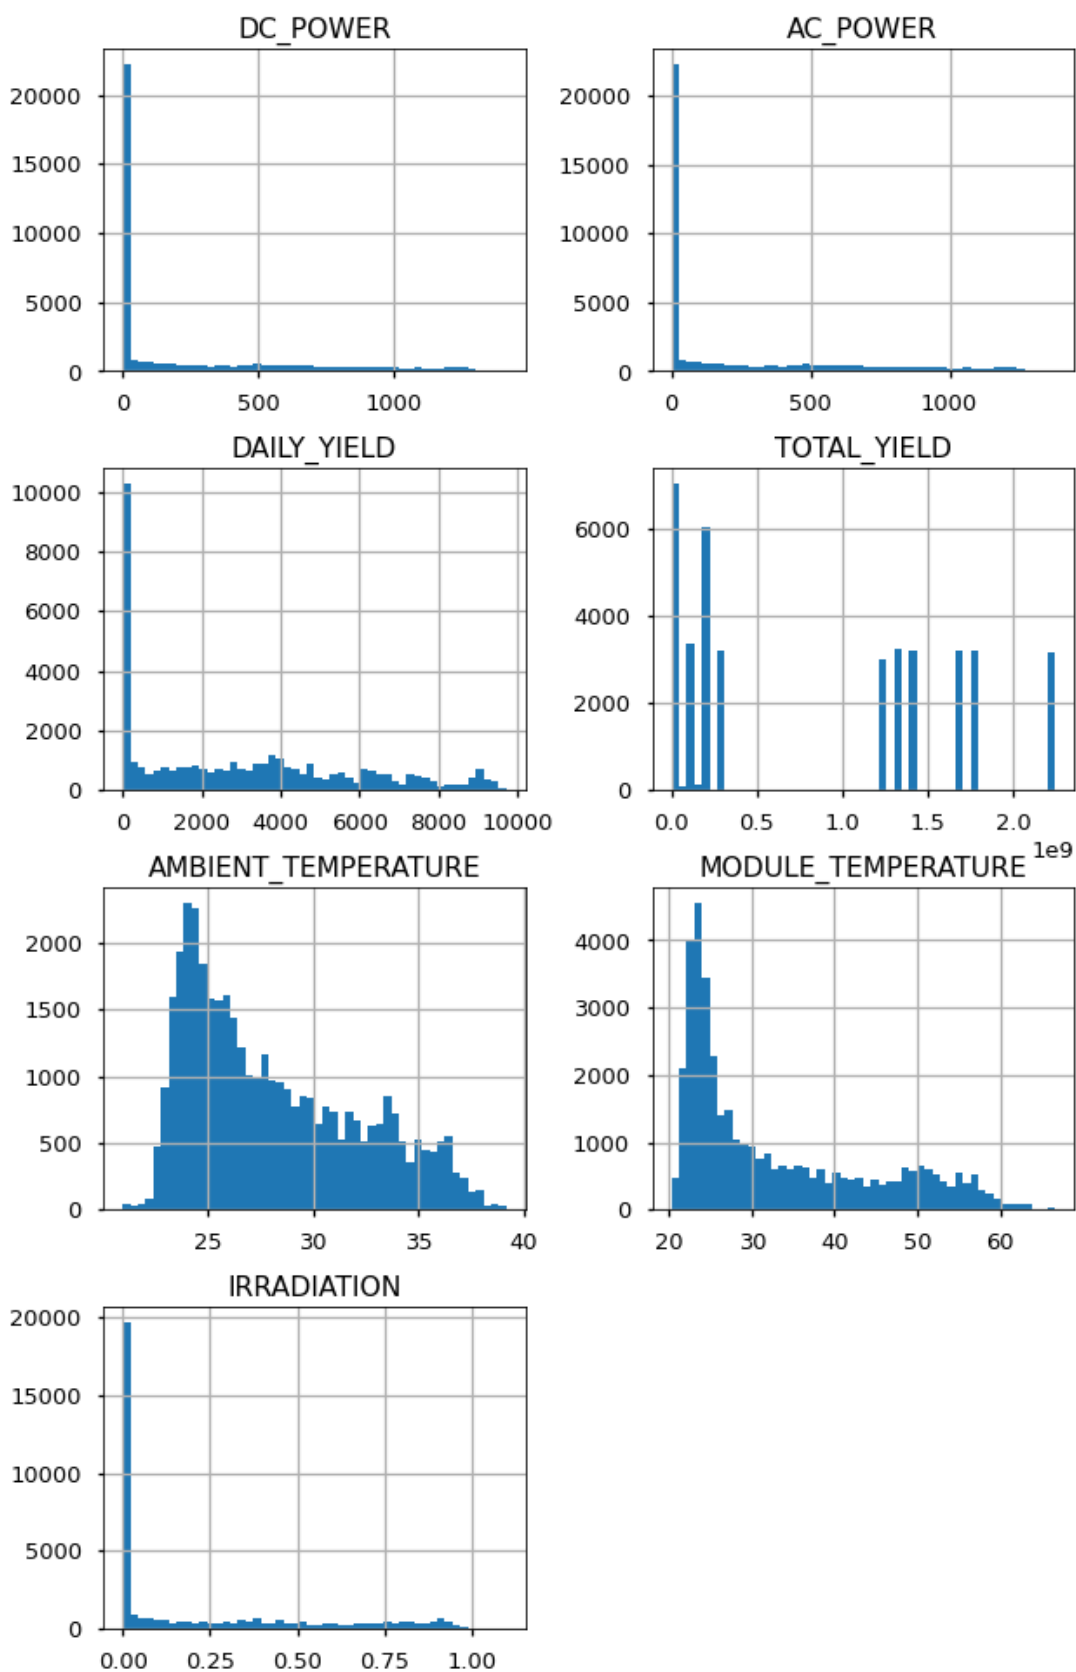 DC_POWER
AC_POWER
20000
15000
10000
5000
0
0 500 1000
20000
15000
10000
5000
0
0 500 1000
DAILY_YIELD
TOTAL_YIELD
10000
8000
6000
4000
2000
0
0 2000 4000 6000 8000 10000
6000
4000
2000
0
0.0 0.5 1.0 1.5 2.0
1e9
AMBIENT_TEMPERATURE
MODULE_TEMPERATURE
2000
1500
1000
500
0
25 30 35 40
4000
3000
2000
1000
0
20 30 40 50 60
IRRADIATION
20000
15000
10000
5000
0
0.00 0.25 0.50 0.75 1.00